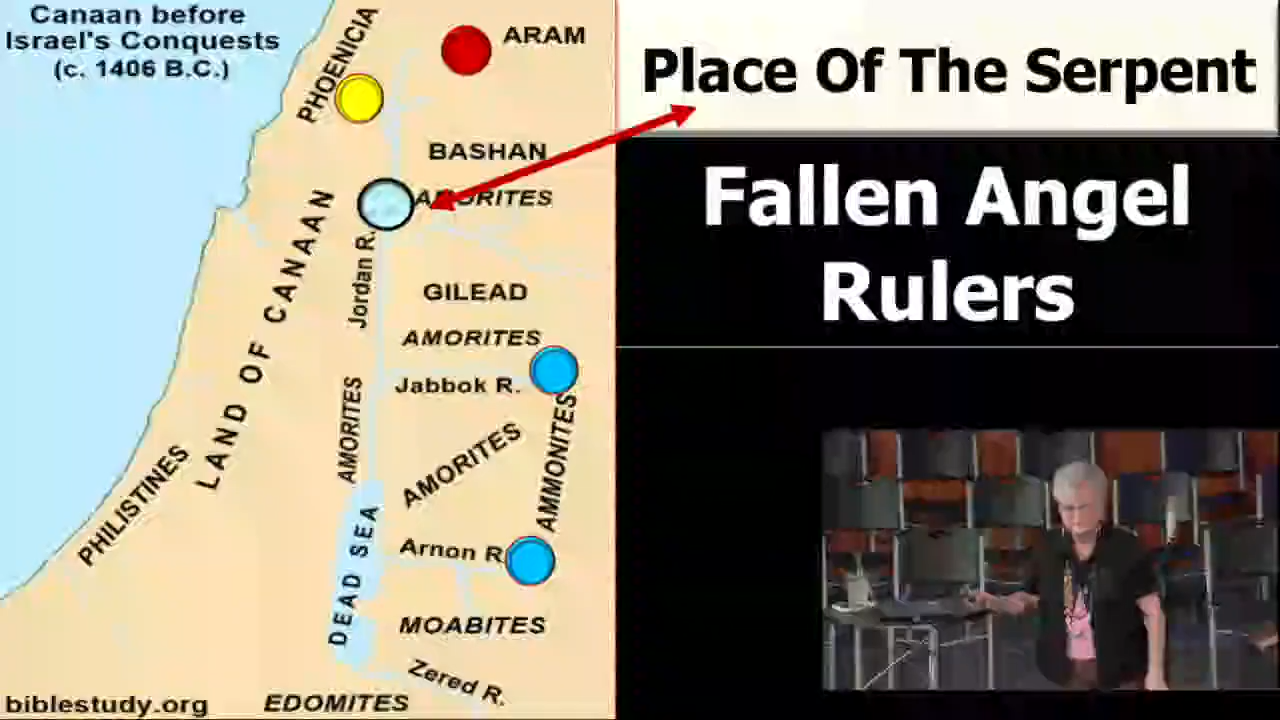 Canaan before
Israel's Conquests
(c. 1406 B.C.)
PHOENICIA
ARAM
BASHAN
AMORITES
LAND OF CANAAN
Jordan R.
GILEAD
AMORITES
Jabbok R.
AMORITES
AMORITES
AMMONITES
PHILISTINES
DEAD SEA
Arnon R
MOABITES
Zered R.
EDOMITES
biblestudy.org
Place Of The Serpent
Fallen Angel
Rulers